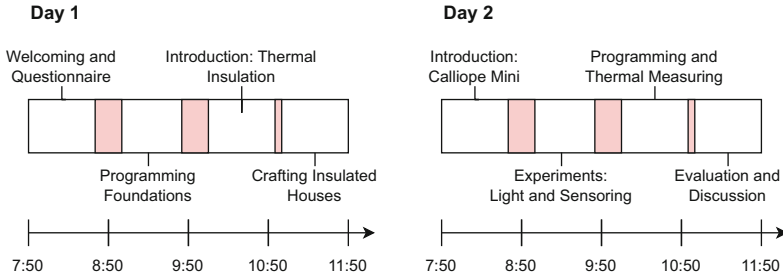 Day 1
Welcoming and
Questionnaire
Introduction: Thermal
Insulation
Programming
Foundations
Crafting Insulated
Houses
7:50 8:50 9:50 10:50 11:50
Day 2
Introduction:
Calliope Mini
Programming and
Thermal Measuring
Experiments:
Light and Sensoring
Evaluation and
Discussion
7:50 8:50 9:50 10:50 11:50